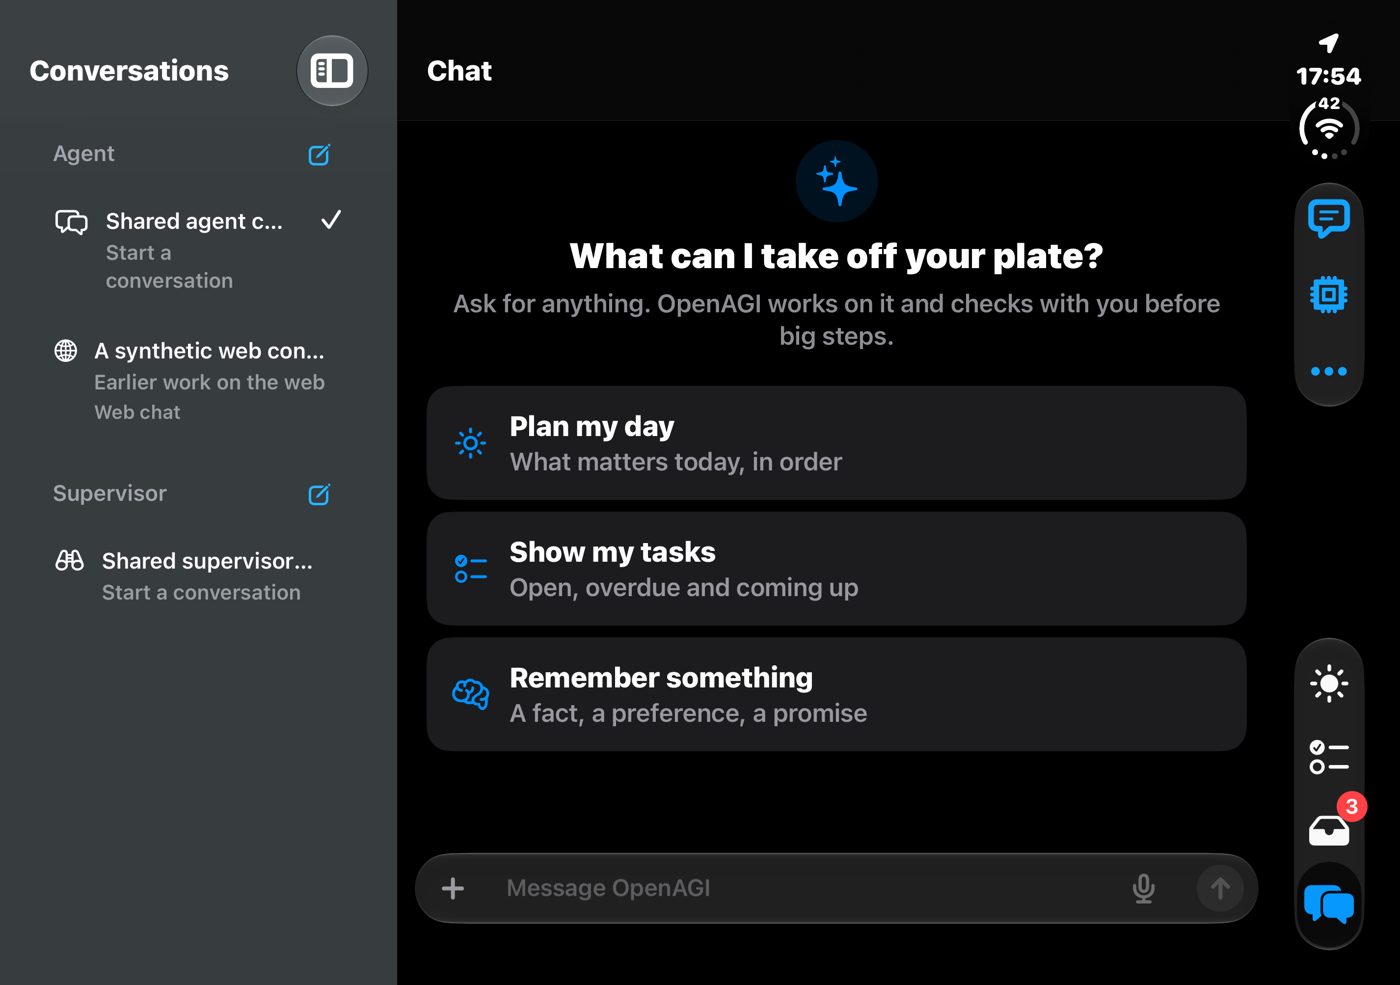 Conversations
Agent
Shared agent c...
Start a
conversation
A synthetic web con...
Earlier work on the web
Web chat
Supervisor
Shared supervisor...
Start a conversation
Chat
What can I take off your plate?
Ask for anything. OpenAGI works on it and checks with you before
big steps.
Plan my day
What matters today, in order
Show my tasks
Open, overdue and coming up
Remember something
A fact, a preference, a promise
Message OpenAGI
17:54
42
3